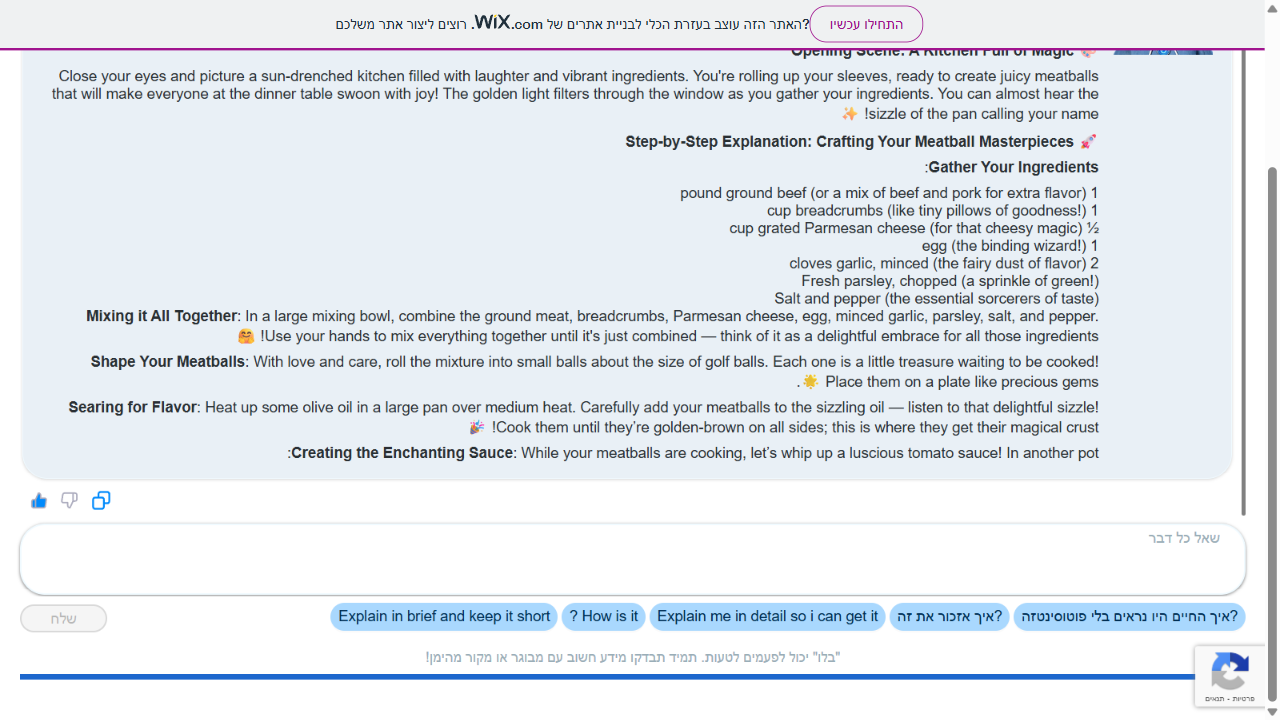 האתר הזה עוצב בעזרת הכלי לבניית אתרים של WiX.com. רוצים ליצור אתר משלכם?
התחילו עכשיו
Opening Scene: A Kitchen Full of Magic 🎨
Close your eyes and picture a sun-drenched kitchen filled with laughter and vibrant ingredients. You're rolling up your sleeves, ready to create juicy meatballs
that will make everyone at the dinner table swoon with joy! The golden light filters through the window as you gather your ingredients. You can almost hear the
sizzle of the pan calling your name! ✨
🚀 Step-by-Step Explanation: Crafting Your Meatball Masterpieces
Gather Your Ingredients:
1 pound ground beef (or a mix of beef and pork for extra flavor)
1 cup breadcrumbs (like tiny pillows of goodness!)
½ cup grated Parmesan cheese (for that cheesy magic)
1 egg (the binding wizard!)
2 cloves garlic, minced (the fairy dust of flavor)
Fresh parsley, chopped (a sprinkle of green!)
Salt and pepper (the essential sorcerers of taste)
Mixing it All Together: In a large mixing bowl, combine the ground meat, breadcrumbs, Parmesan cheese, egg, minced garlic, parsley, salt, and pepper.
Use your hands to mix everything together until it's just combined — think of it as a delightful embrace for all those ingredients! 🤗
Shape Your Meatballs: With love and care, roll the mixture into small balls about the size of golf balls. Each one is a little treasure waiting to be cooked!
Place them on a plate like precious gems 🌟.
Searing for Flavor: Heat up some olive oil in a large pan over medium heat. Carefully add your meatballs to the sizzling oil — listen to that delightful sizzle!
Cook them until they’re golden-brown on all sides; this is where they get their magical crust! 🎉
Creating the Enchanting Sauce: While your meatballs are cooking, let’s whip up a luscious tomato sauce! In another pot:
שאל כל דבר
איך החיים היו נראים בלי פוטוסינטזה?
איך אזכור את זה?
Explain me in detail so i can get it
How is it ?
Explain in brief and keep it short
שלח
"בלו" יכול לפעמים לטעות. תמיד תבדקו מידע חשוב עם מבוגר או מקור מהימן!
פרטיות - תנאים